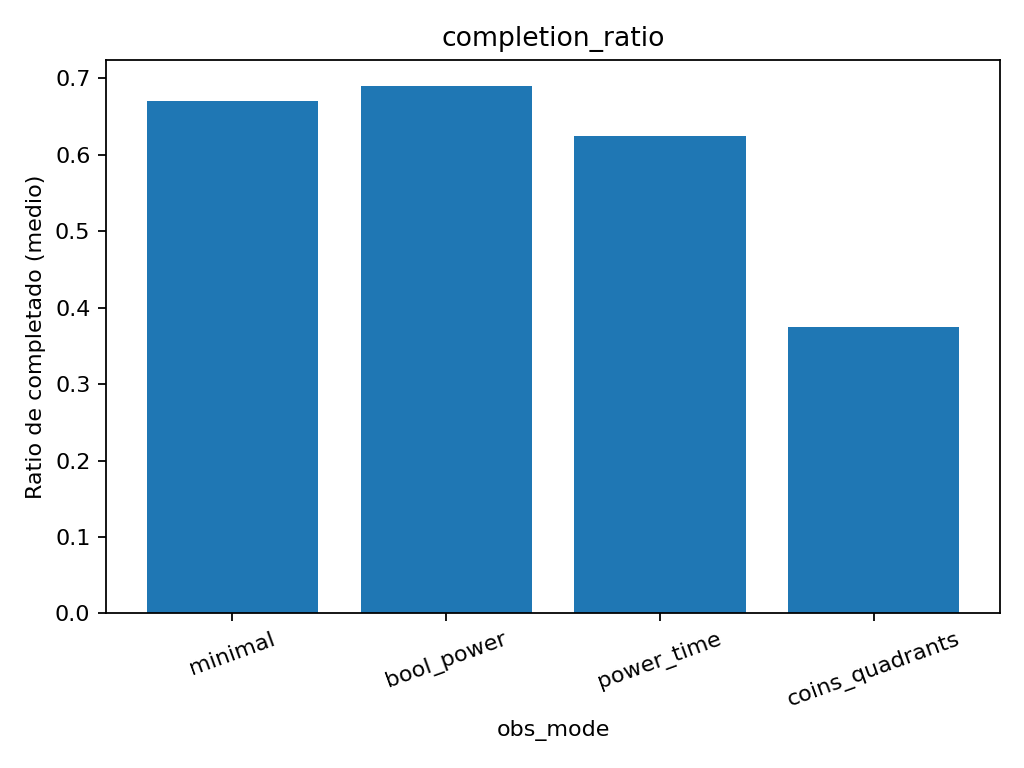 completion_ratio
Ratio de completado (medio)
0.7
0.6
0.5
0.4
0.3
0.2
0.1
0.0
minimal
bool_power
power_time
coins_quadrants
obs_mode